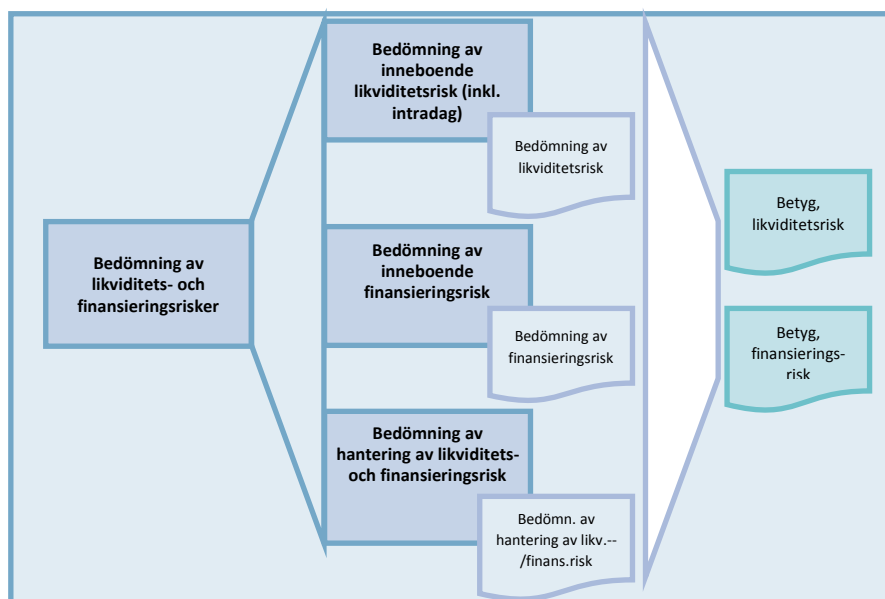 Bedömning av
likviditets- och
finansieringsrisker
Bedömning av
inneboende
likviditetsrisk (inkl.
intradag)
Bedömning av
likviditetsrisk
Bedömning av
inneboende
finansieringsrisk
Bedömning av
finansieringsrisk
Bedömning av
hantering av likviditets-
och finansieringsrisk
Bedömn. av
hantering av likv.--
/finans.risk
Betyg,
likviditetsrisk
Betyg,
finansierings-
risk